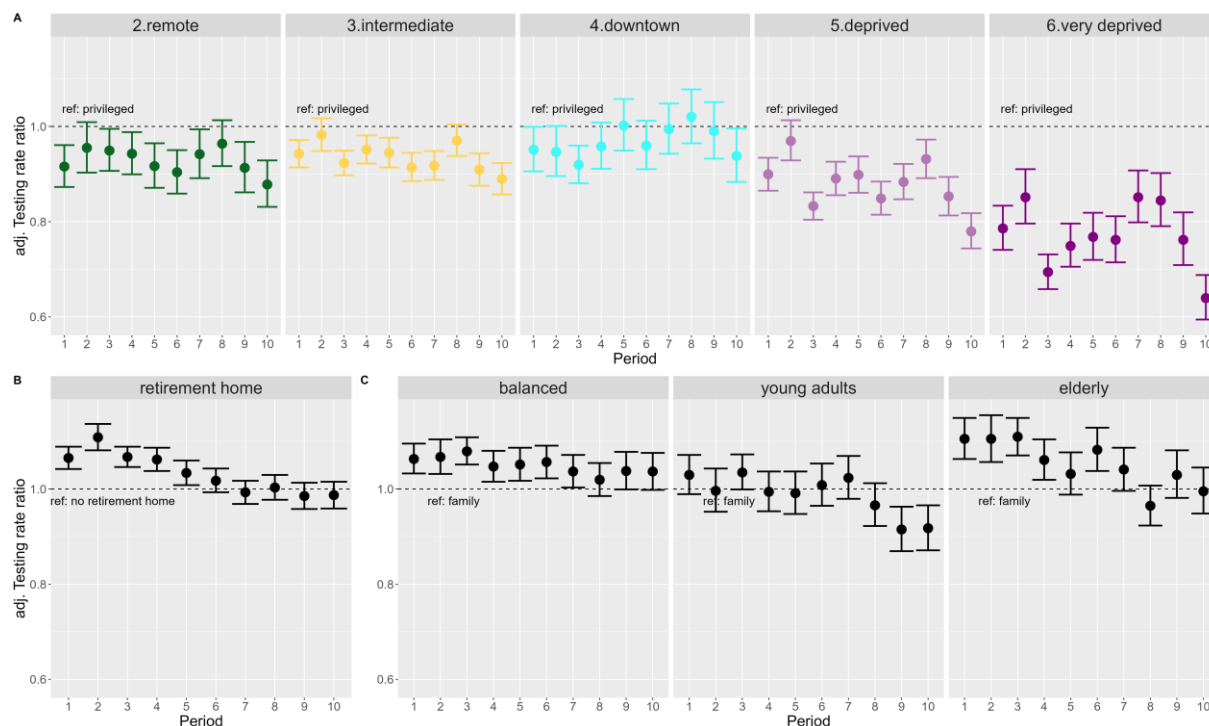 A
2.remote 3.intermediate 4.downtown 5.deprived 6.very deprived
adj. Testing rate ratio
1.0
0.8
0.6
ref: privileged ref: privileged ref: privileged ref: privileged ref: privileged
1 2 3 4 5 6 7 8 9 10 1 2 3 4 5 6 7 8 9 10 1 2 3 4 5 6 7 8 9 10 1 2 3 4 5 6 7 8 9 10 1 2 3 4 5 6 7 8 9 10
Period
B
retirement home
adj. Testing rate ratio
1.0
0.8
0.6
ref: no retirement home
1 2 3 4 5 6 7 8 9 10
Period
C
balanced young adults elderly
1.0
0.8
0.6
ref: family ref: family ref: family
1 2 3 4 5 6 7 8 9 10 1 2 3 4 5 6 7 8 9 10 1 2 3 4 5 6 7 8 9 10
Period